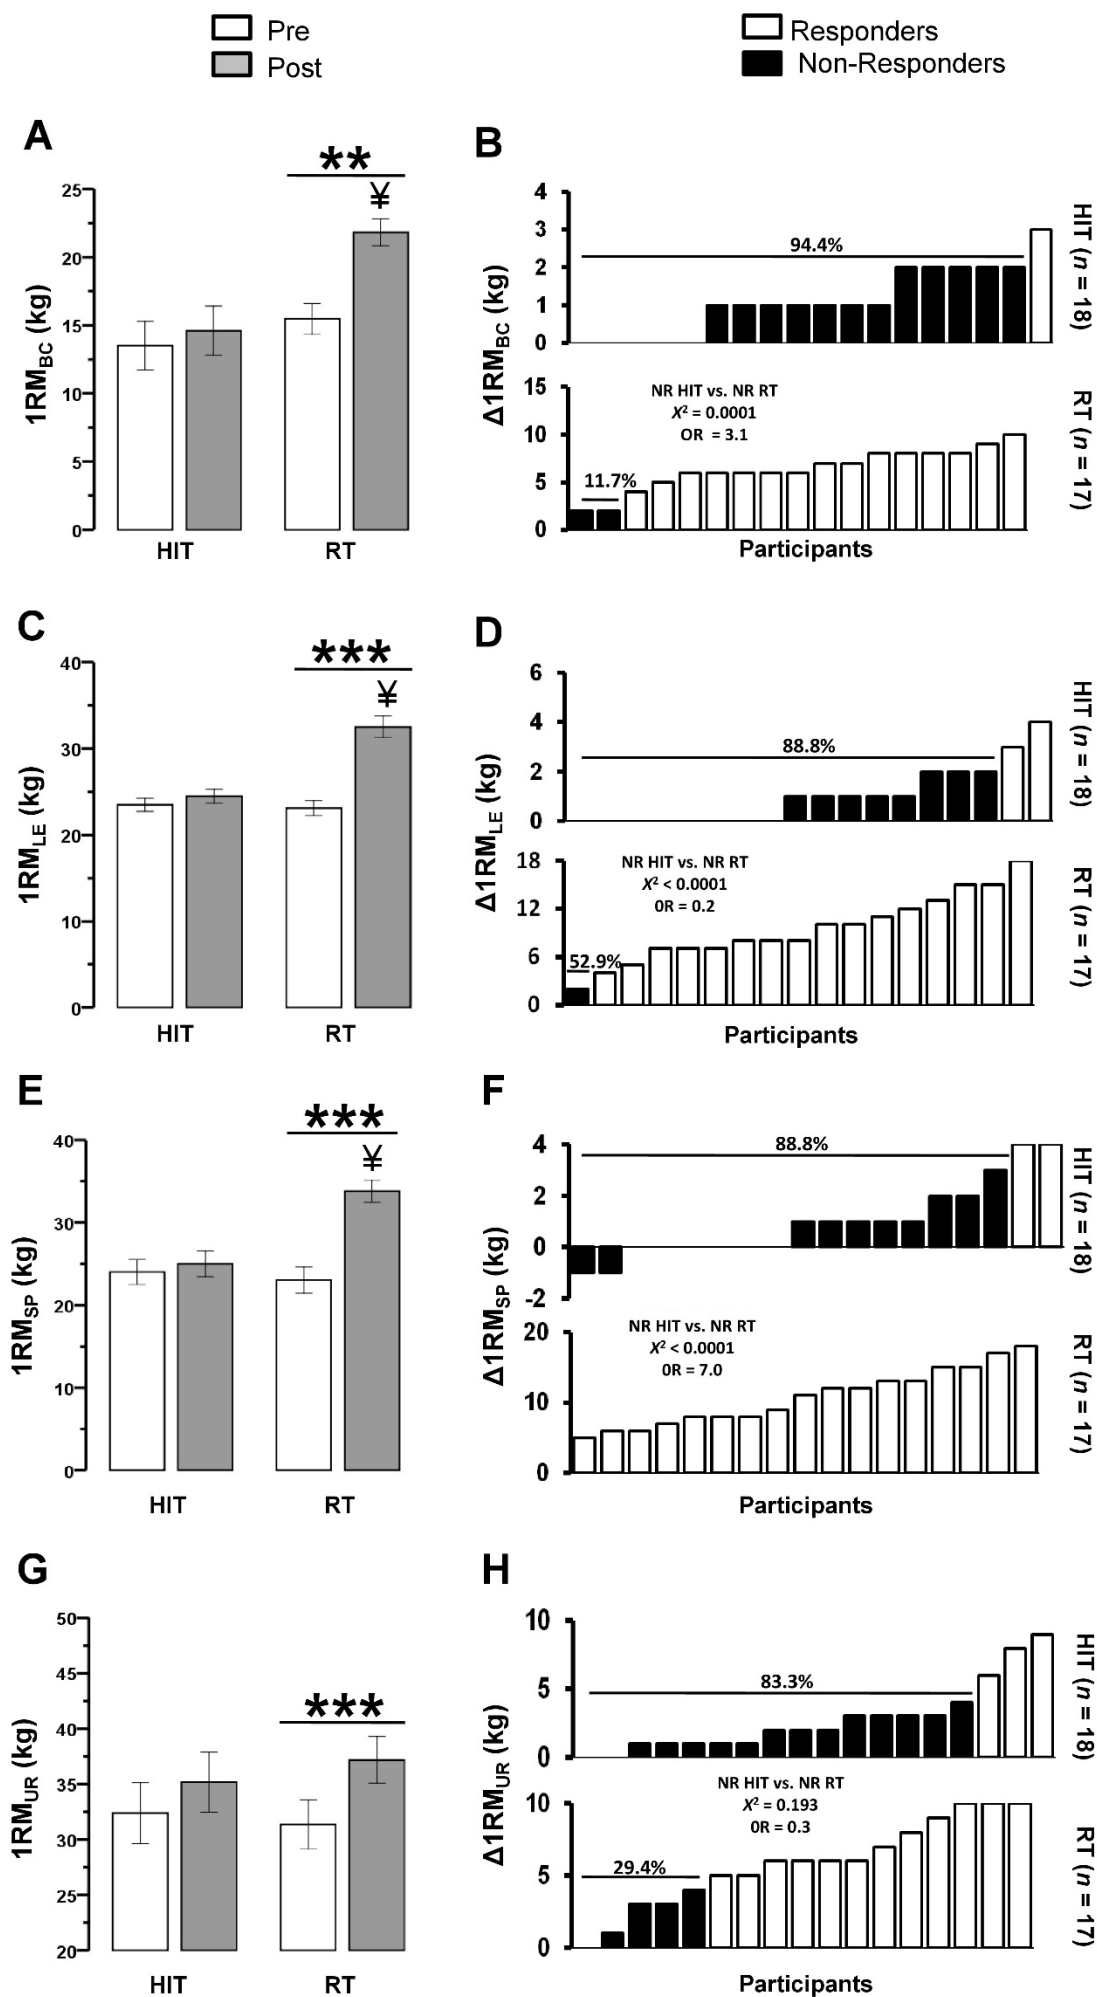 Pre
Post
Responders
Non-Responders
A
**
¥
25
20
15
10
5
0
1RMBC (kg)
HIT
RT
B
4
3
2
1
0
94.4%
HIT (n = 18)
Δ1RMBC (kg)
15
10
5
0
NR HIT vs. NR RT
X² = 0.0001
OR = 3.1
11.7%
RT (n = 17)
Participants
C
***
¥
40
30
20
10
0
1RMLE (kg)
HIT
RT
D
6
4
2
0
88.8%
HIT (n = 18)
Δ1RMLE (kg)
18
12
6
0
NR HIT vs. NR RT
X² < 0.0001
0R = 0.2
52.9%
RT (n = 17)
Participants
E
***
¥
40
30
20
10
0
1RMSP (kg)
HIT
RT
F
4
2
0
-2
88.8%
HIT (n = 18)
Δ1RMSP (kg)
20
10
0
NR HIT vs. NR RT
X² < 0.0001
0R = 7.0
RT (n = 17)
Participants
G
***
50
45
40
35
30
25
20
1RMUR (kg)
HIT
RT
H
10
5
0
83.3%
HIT (n = 18)
Δ1RMUR (kg)
10
5
0
NR HIT vs. NR RT
X² = 0.193
0R = 0.3
29.4%
RT (n = 17)
Participants